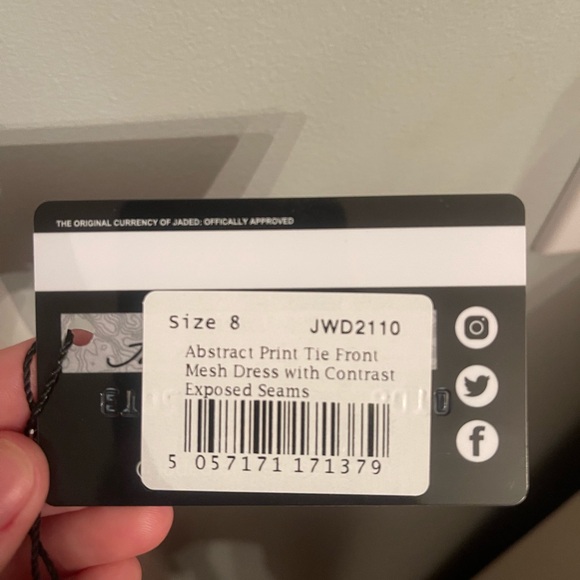 THE ORIGINAL CURRENCY OF JADED: OFFICALLY APPROVED
Size 8 JWD2110
Abstract Print Tie Front
Mesh Dress with Contrast
Exposed Seams
5 057171 171379